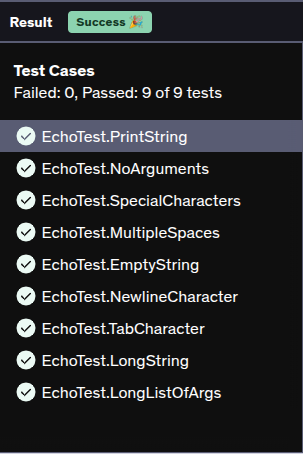 Result Success 🎉
Test Cases
Failed: 0, Passed: 9 of 9 tests
EchoTest.PrintString
EchoTest.NoArguments
EchoTest.SpecialCharacters
EchoTest.MultipleSpaces
EchoTest.EmptyString
EchoTest.NewlineCharacter
EchoTest.TabCharacter
EchoTest.LongString
EchoTest.LongListOfArgs